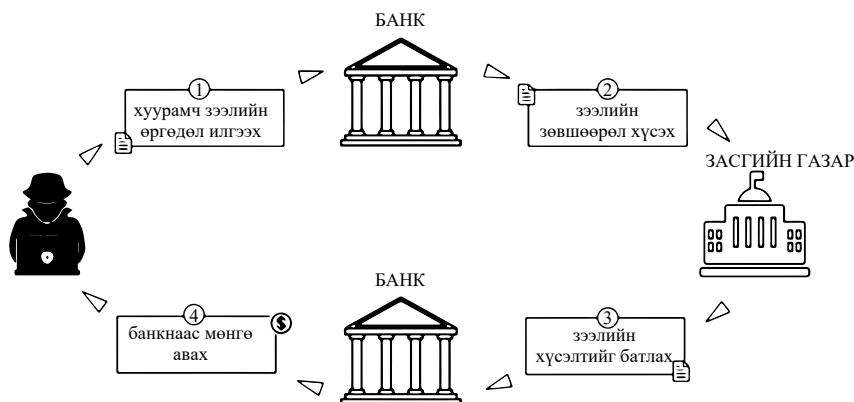 БАНК
1
хуурамч зээлийн
өргөдөл илгээх
2
зээлийн
зөвшөөрөл хүсэх
ЗАСГИЙН ГАЗАР
БАНК
4
$
банкнаас мөнгө
авах
3
зээлийн
хүсэлтийг батлах